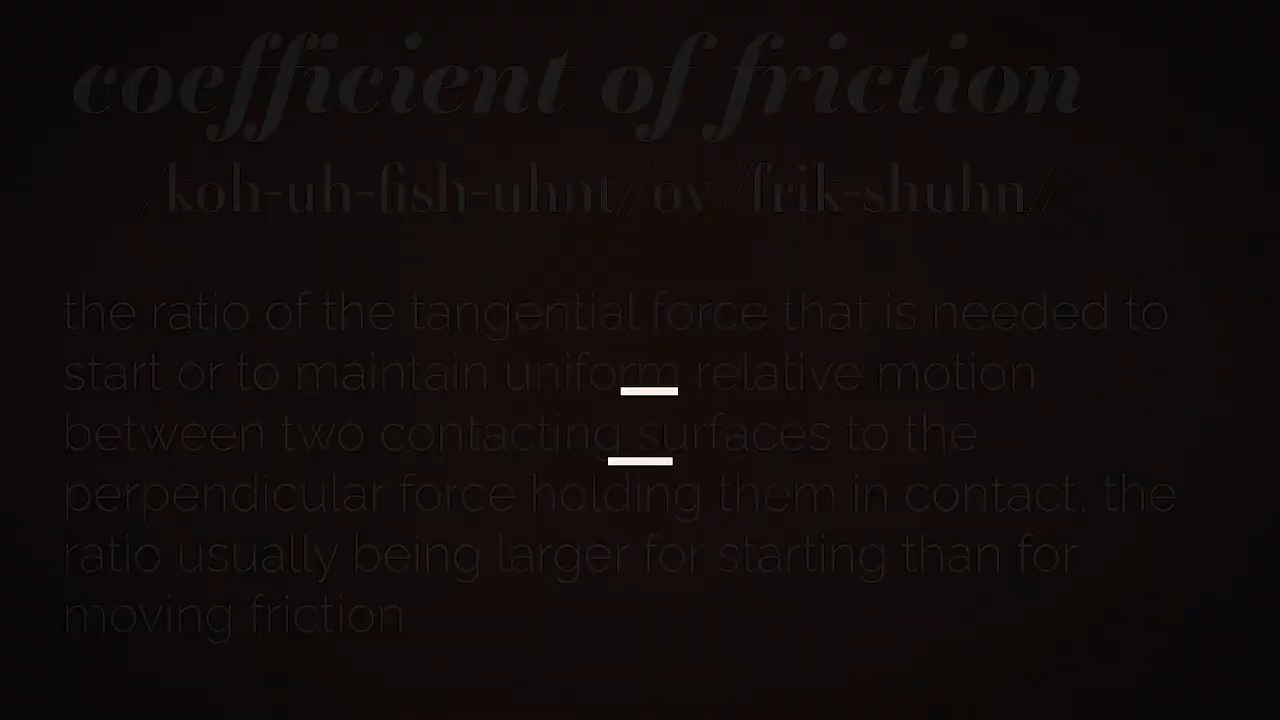 coefficient of friction
/koh-uh-fish-uhnt//ov //frik-shuhn//
the ratio of the tangential force that is needed to
start or to maintain uniform relative motion
between two contacting surfaces to the
perpendicular force holding them in contact, the
ratio usually being larger for starting than for
moving friction